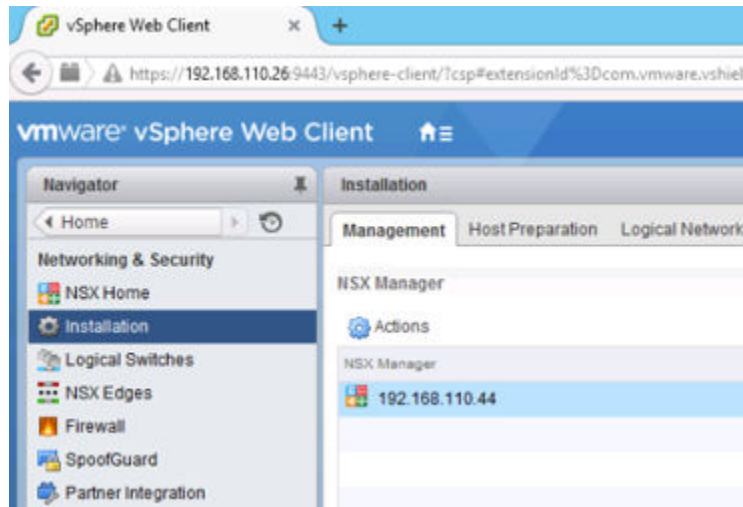 vSphere Web Client
https://192.168.110.26:9443/vsphere-client/?csp#extensionId%3Dcom.vmware.vshiel
vmware® vSphere Web Client
Navigator
Installation
Home
Management Host Preparation Logical Network
Networking & Security
NSX Home
NSX Manager
Installation
Actions
Logical Switches
NSX Manager
NSX Edges
192.168.110.44
Firewall
SpoofGuard
Partner Integration